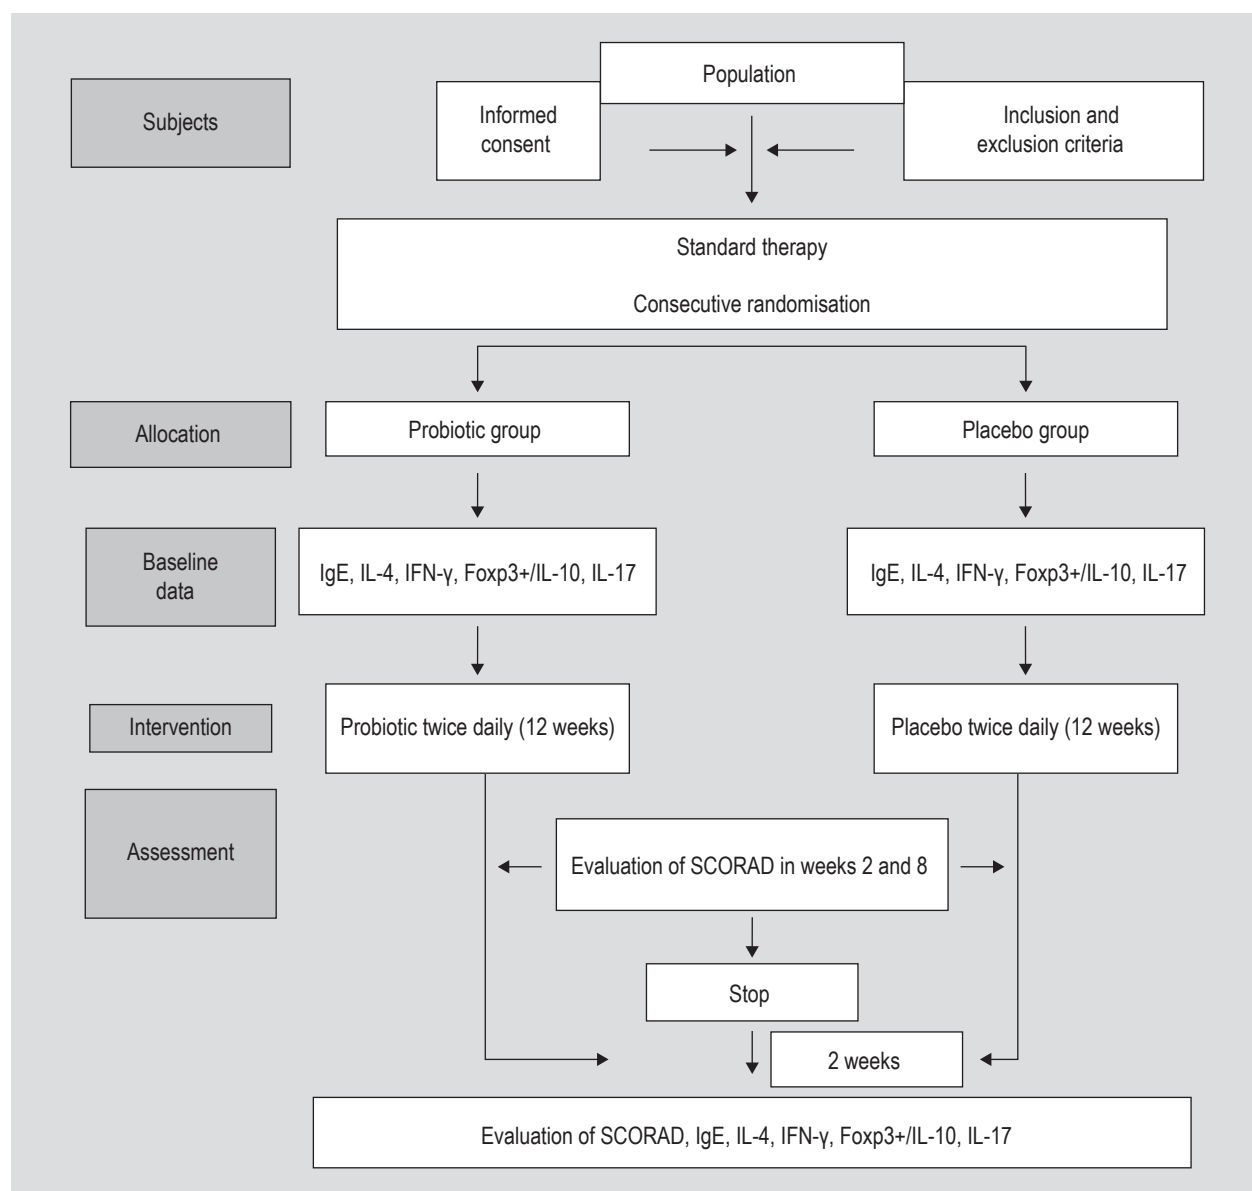 Population
Subjects
Informed
consent
Inclusion and
exclusion criteria
Standard therapy
Consecutive randomisation
Allocation
Probiotic group
Placebo group
Baseline
data
IgE, IL-4, IFN-γ, Foxp3+/IL-10, IL-17
IgE, IL-4, IFN-γ, Foxp3+/IL-10, IL-17
Intervention
Probiotic twice daily (12 weeks)
Placebo twice daily (12 weeks)
Assessment
Evaluation of SCORAD in weeks 2 and 8
Stop
2 weeks
Evaluation of SCORAD, IgE, IL-4, IFN-γ, Foxp3+/IL-10, IL-17